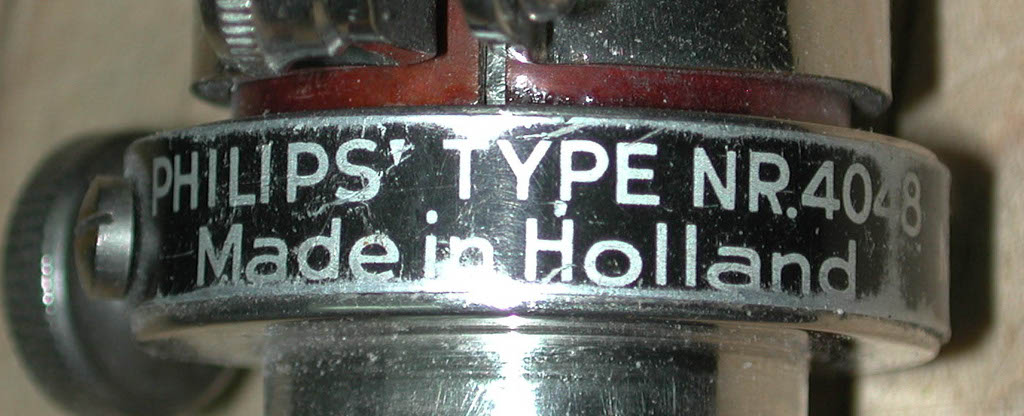 PHILIPS' TYPE NR.4048
Made in Holland